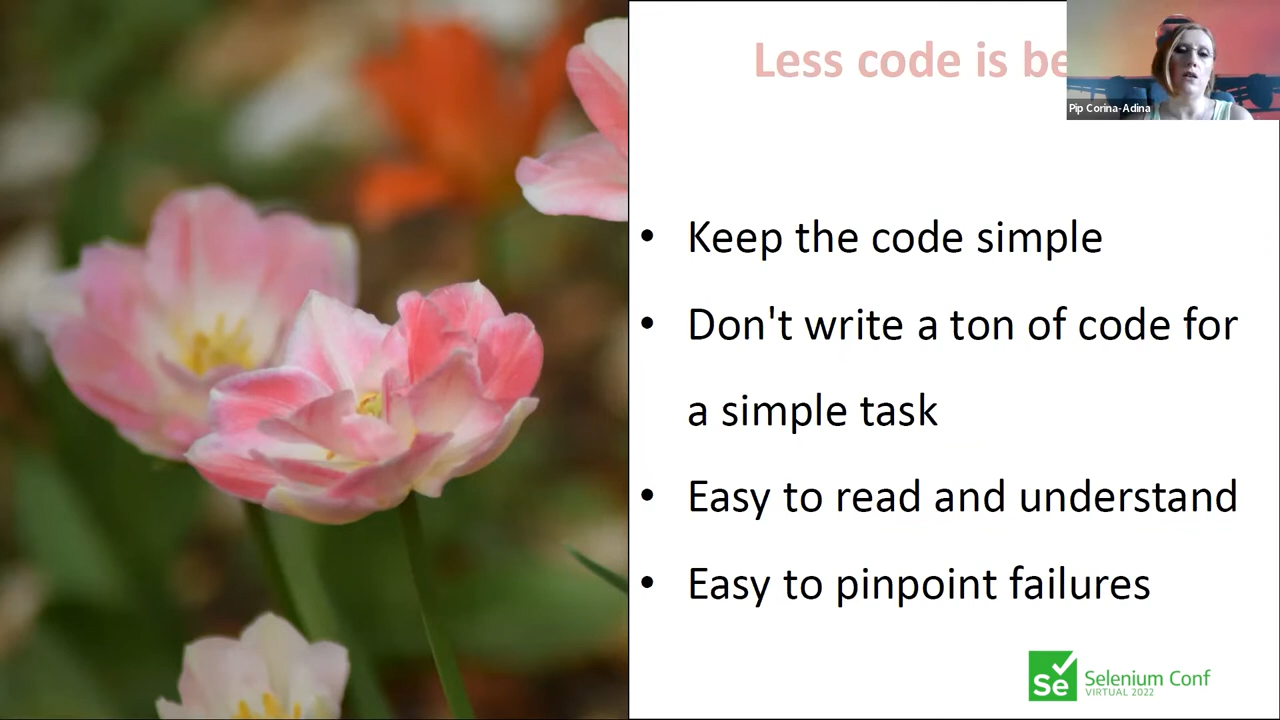 Less code is be
Pip Corina-Adina
• Keep the code simple
• Don't write a ton of code for
a simple task
• Easy to read and understand
• Easy to pinpoint failures
Se Selenium Conf
VIRTUAL 2022